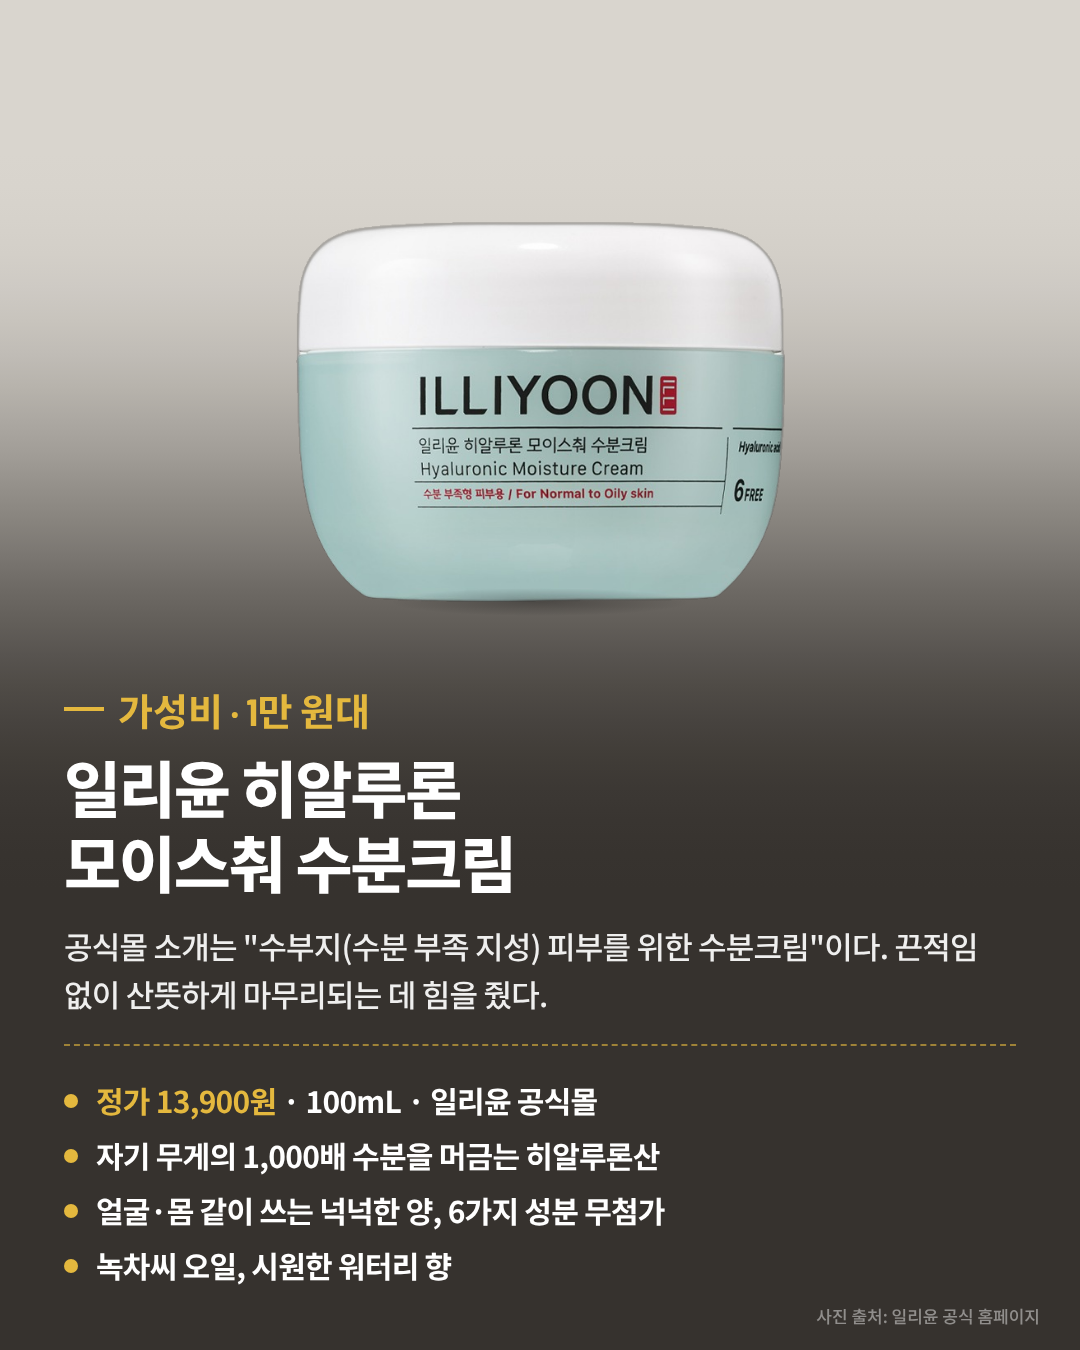 ILLIYOON
일리윤 히알루론 모이스춰 수분크림
Hyaluronic Moisture Cream
수분 부족형 피부용 / For Normal to Oily skin
Hyaluronic acid
6FREE
가성비 · 1만 원대
일리윤 히알루론
모이스춰 수분크림
공식몰 소개는 "수부지(수분 부족 지성) 피부를 위한 수분크림"이다. 끈적임
없이 산뜻하게 마무리되는 데 힘을 줬다.
정가 13,900원 · 100mL · 일리윤 공식몰
자기 무게의 1,000배 수분을 머금는 히알루론산
얼굴·몸 같이 쓰는 넉넉한 양, 6가지 성분 무첨가
녹차씨 오일, 시원한 워터리 향
사진 출처: 일리윤 공식 홈페이지